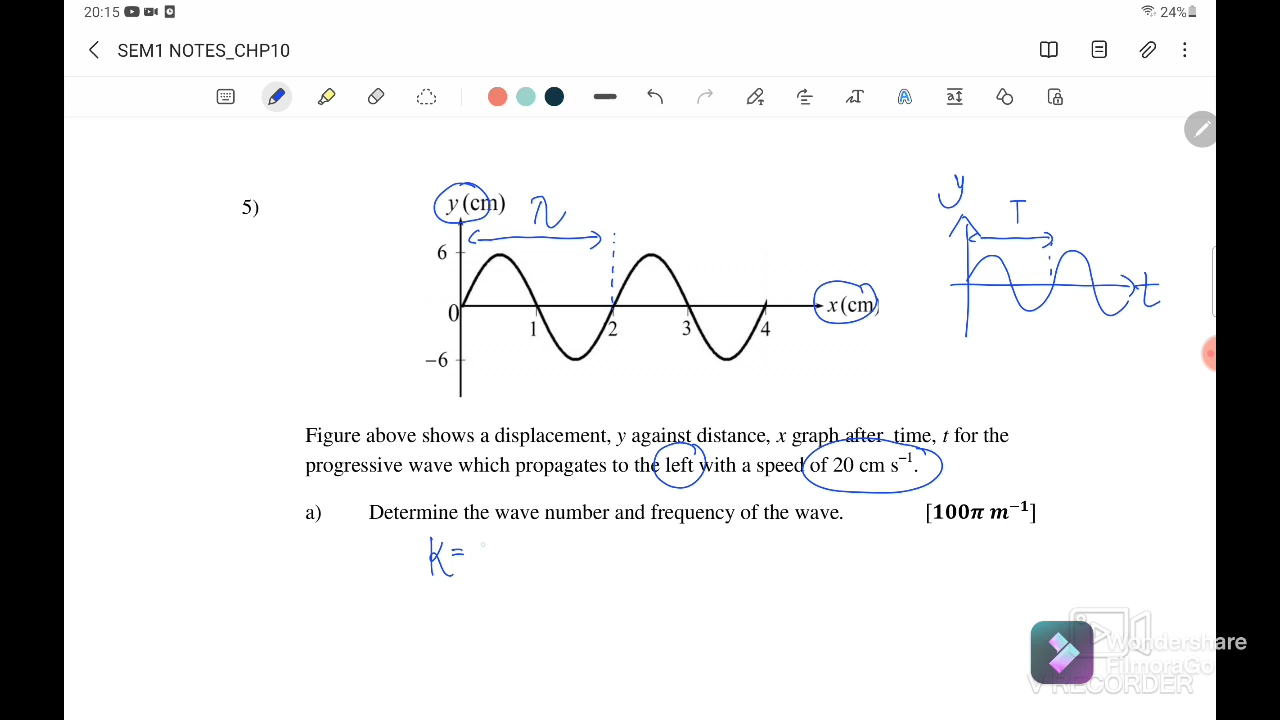 20:15 24%
SEM1 NOTES_CHP10
5)
y (cm)
λ
6
0
1 2 3 4
x (cm)
−6
y
T
t
Figure above shows a displacement, y against distance, x graph after time, t for the
progressive wave which propagates to the left with a speed of 20 cm s⁻¹.
a) Determine the wave number and frequency of the wave. [100π m⁻¹]
K =
Wondershare
FilmoraGo
V RECORDER